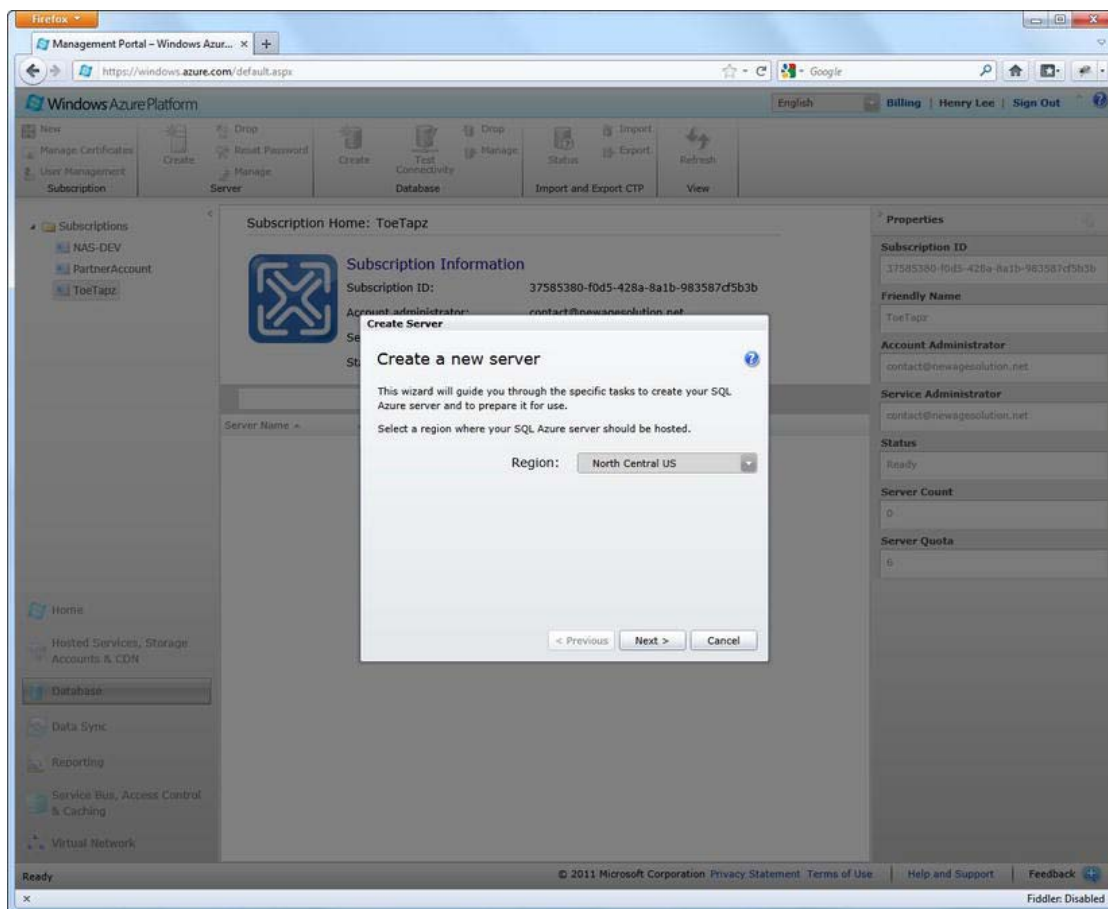 Firefox
Management Portal – Windows Azur...
https://windows.azure.com/default.aspx
Google
Windows Azure Platform
English
Billing | Henry Lee | Sign Out
New
Manage Certificates
User Management
Subscription
Create
Drop
Reset Password
Manage
Server
Create
Test Connectivity
Drop
Manage
Database
Status
Import
Export
Import and Export CTP
Refresh
View
Subscriptions
NAS-DEV
PartnerAccount
ToeTapz
Subscription Home: ToeTapz
Subscription Information
Subscription ID: 37585380-f0d5-428a-8a1b-983587cf5b3b
Account administrator: contact@newagesolution.net
Se
Sta
Server Name
Create Server
Create a new server
This wizard will guide you through the specific tasks to create your SQL
Azure server and to prepare it for use.
Select a region where your SQL Azure server should be hosted.
Region: North Central US
< Previous Next > Cancel
Properties
Subscription ID
37585380-f0d5-428a-8a1b-983587cf5b3b
Friendly Name
ToeTapz
Account Administrator
contact@newagesolution.net
Service Administrator
contact@newagesolution.net
Status
Ready
Server Count
0
Server Quota
6
Home
Hosted Services, Storage
Accounts & CDN
Database
Data Sync
Reporting
Service Bus, Access Control
& Caching
Virtual Network
Ready
© 2011 Microsoft Corporation Privacy Statement Terms of Use | Help and Support | Feedback
Fiddler: Disabled